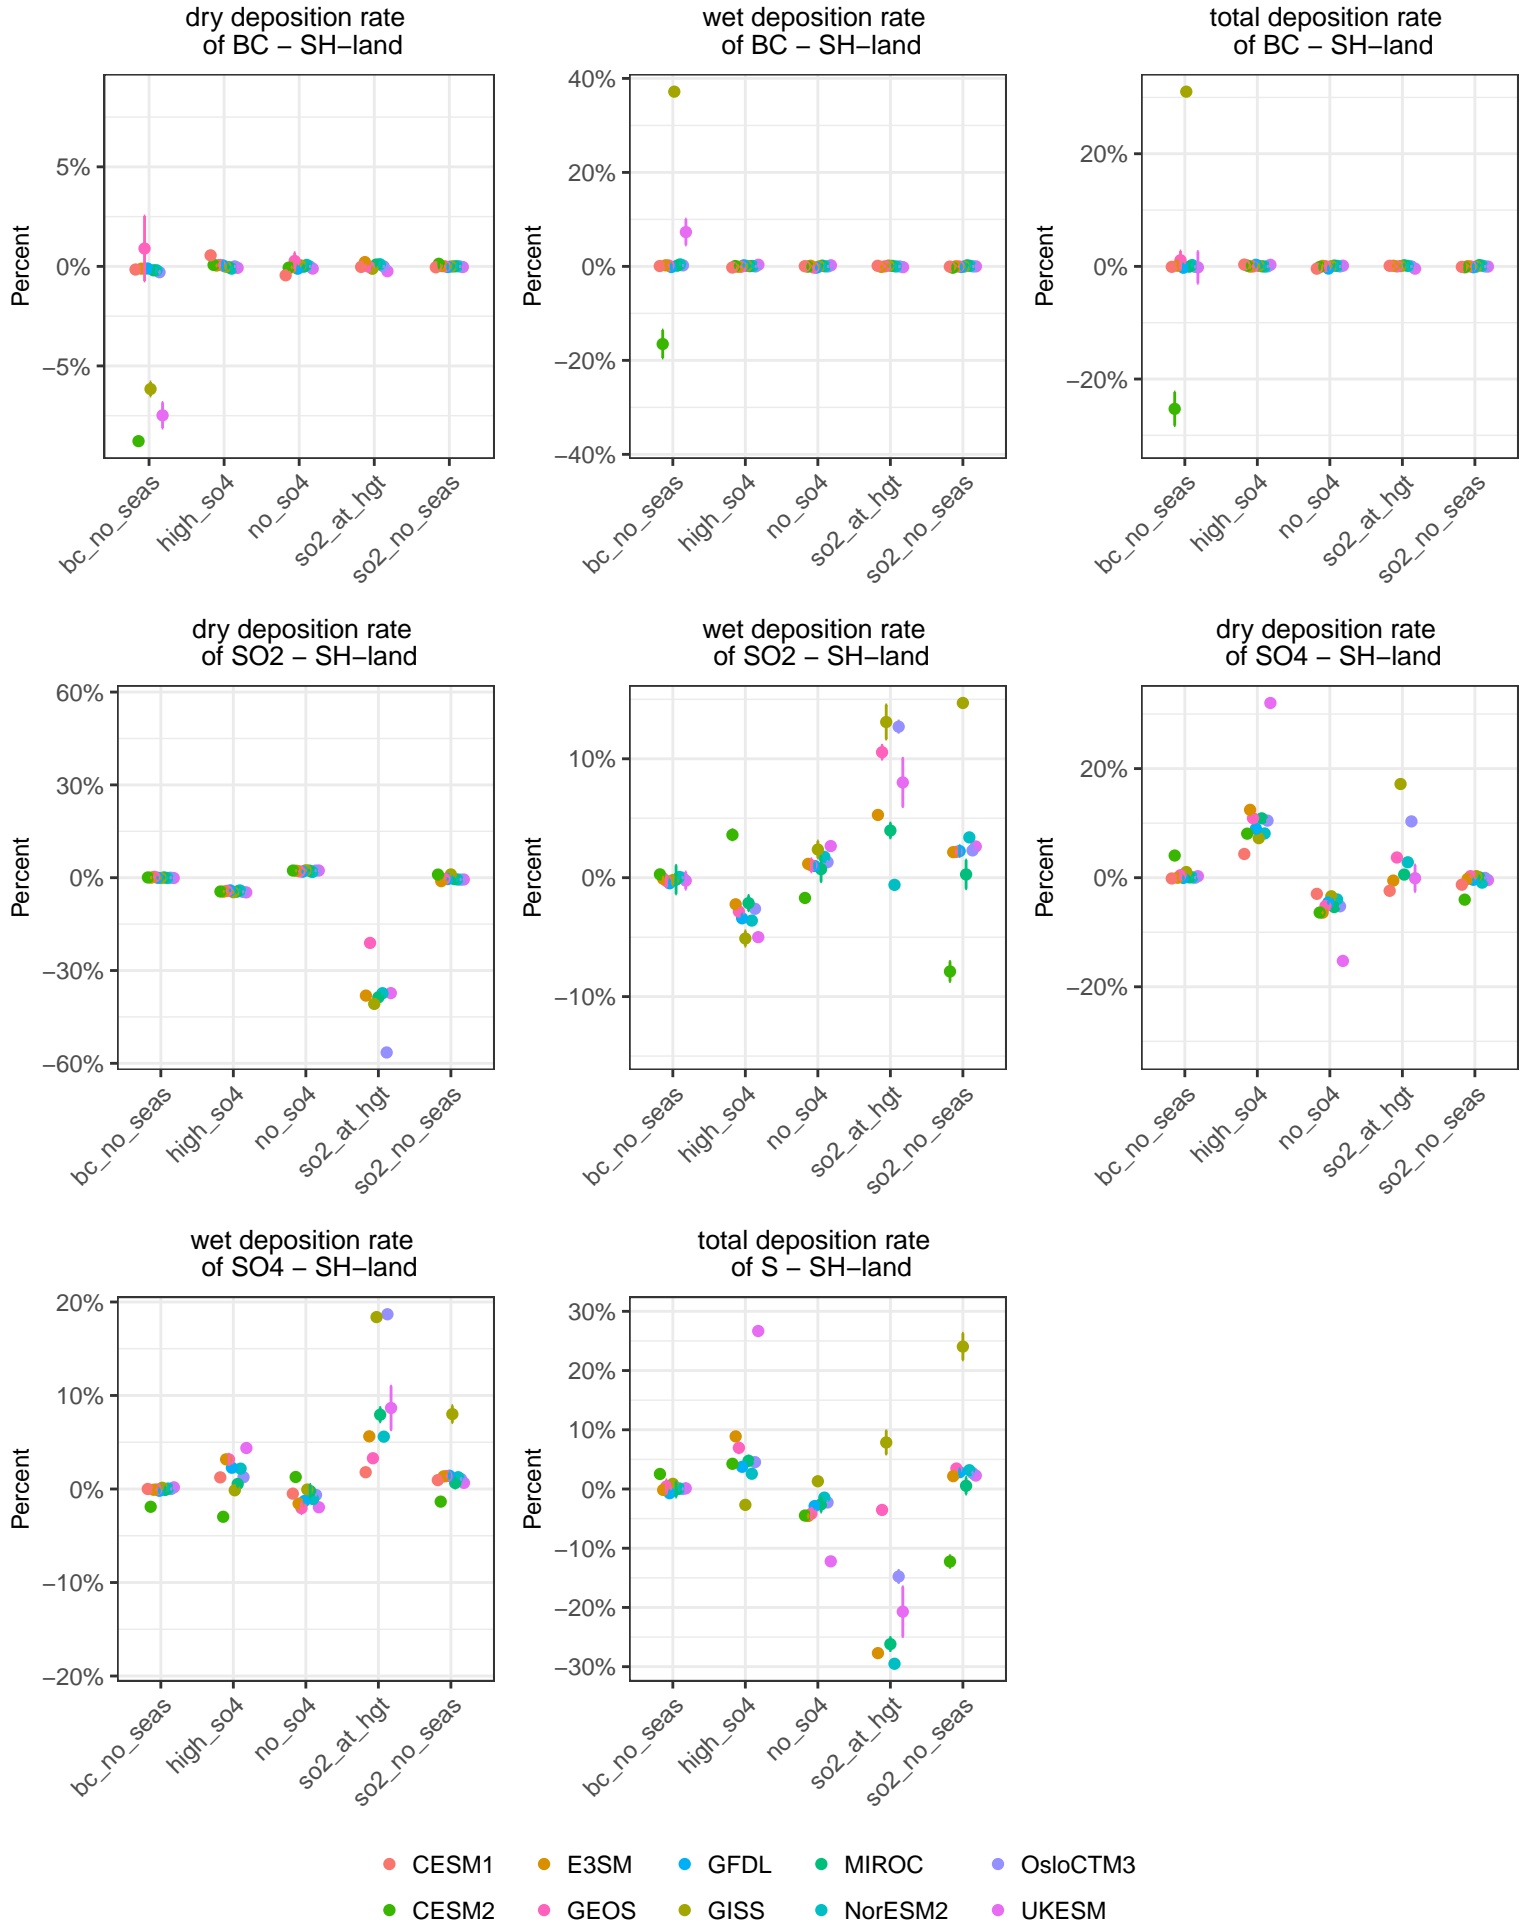 dry deposition rate
of BC − SH−land
wet deposition rate
of BC − SH−land
total deposition rate
of BC − SH−land
Percent
5%
0%
−5%
bc_no_seas
high_so4
no_so4
so2_at_hgt
so2_no_seas
Percent
40%
20%
0%
−20%
−40%
bc_no_seas
high_so4
no_so4
so2_at_hgt
so2_no_seas
Percent
20%
0%
−20%
bc_no_seas
high_so4
no_so4
so2_at_hgt
so2_no_seas
dry deposition rate
of SO2 − SH−land
wet deposition rate
of SO2 − SH−land
dry deposition rate
of SO4 − SH−land
Percent
60%
30%
0%
−30%
−60%
bc_no_seas
high_so4
no_so4
so2_at_hgt
so2_no_seas
Percent
10%
0%
−10%
bc_no_seas
high_so4
no_so4
so2_at_hgt
so2_no_seas
Percent
20%
0%
−20%
bc_no_seas
high_so4
no_so4
so2_at_hgt
so2_no_seas
wet deposition rate
of SO4 − SH−land
total deposition rate
of S − SH−land
Percent
20%
10%
0%
−10%
−20%
bc_no_seas
high_so4
no_so4
so2_at_hgt
so2_no_seas
Percent
30%
20%
10%
0%
−10%
−20%
−30%
bc_no_seas
high_so4
no_so4
so2_at_hgt
so2_no_seas
CESM1
E3SM
GFDL
MIROC
OsloCTM3
CESM2
GEOS
GISS
NorESM2
UKESM